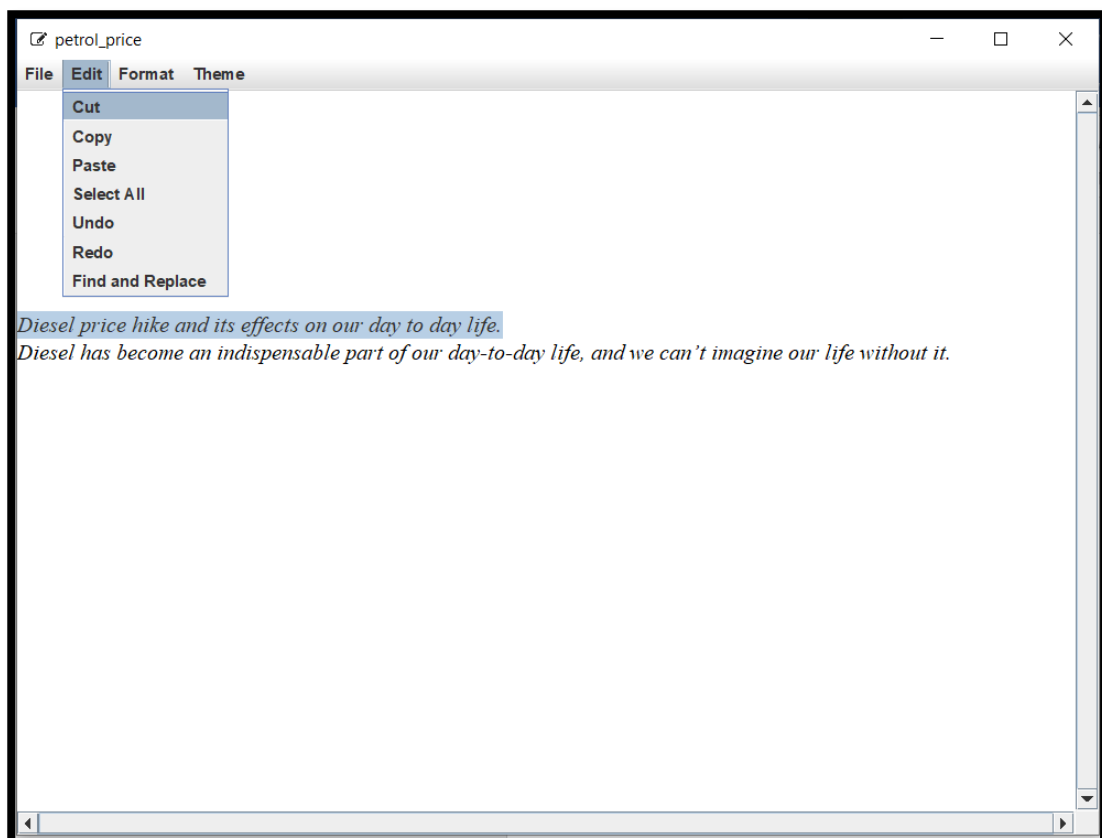 petrol_price
File Edit Format Theme
Cut
Copy
Paste
Select All
Undo
Redo
Find and Replace
Diesel price hike and its effects on our day to day life.
Diesel has become an indispensable part of our day-to-day life, and we can’t imagine our life without it.